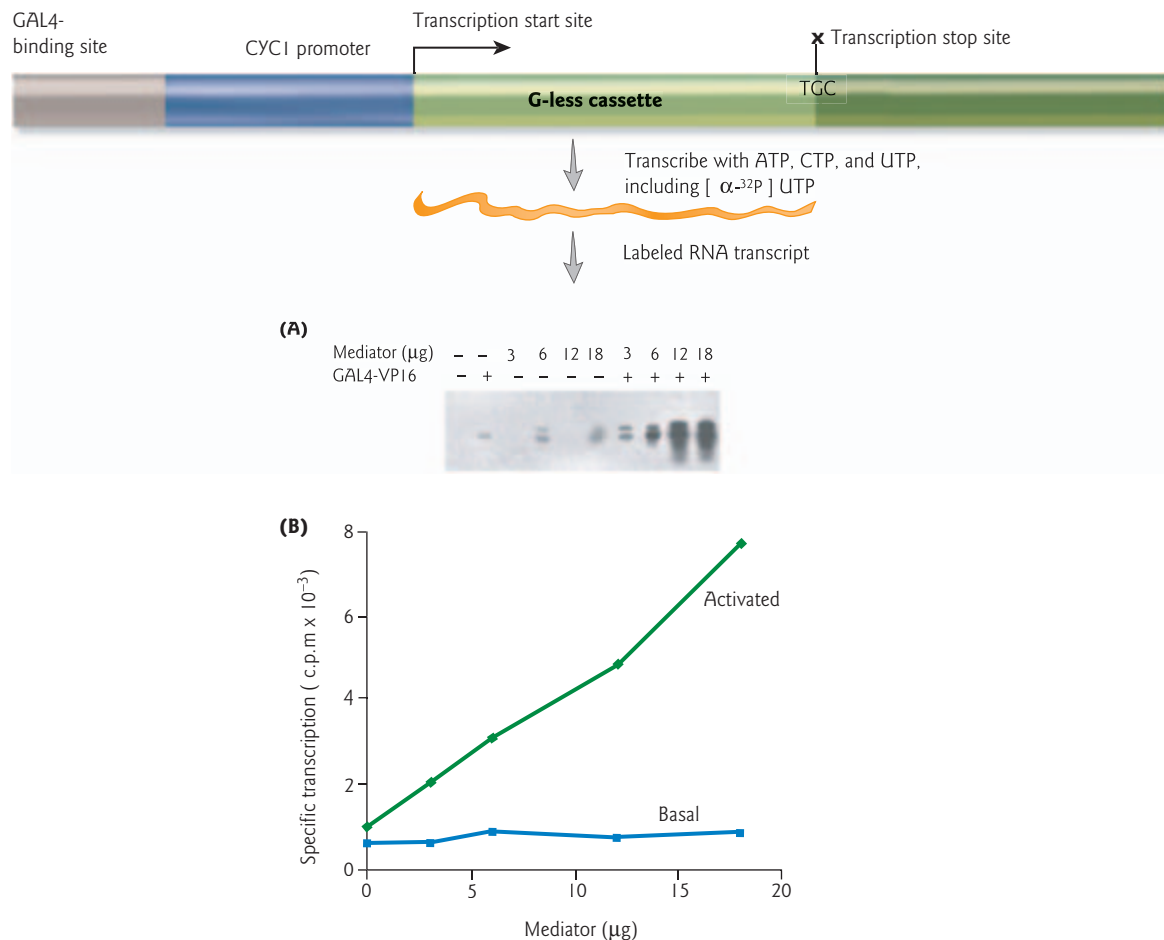 GAL4-
binding site
CYC1 promoter
Transcription start site
x Transcription stop site
TGC
G-less cassette
Transcribe with ATP, CTP, and UTP,
including [ α-³²P ] UTP
Labeled RNA transcript
(A)
Mediator (μg) – – 3 6 12 18 3 6 12 18
GAL4-VP16 – + – – – – + + + +
(B)
8
6
4
2
0
Specific transcription ( c.p.m x 10⁻³)
Activated
Basal
0 5 10 15 20
Mediator (μg)